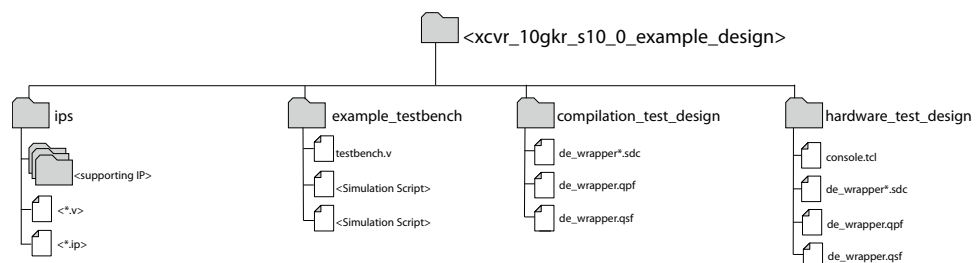 <xcvr_10gkr_s10_0_example_design>
ips
example_testbench
compilation_test_design
hardware_test_design
<supporting IP>
<*.v>
<*.ip>
testbench.v
<Simulation Script>
<Simulation Script>
de_wrapper*.sdc
de_wrapper.qpf
de_wrapper.qsf
console.tcl
de_wrapper*.sdc
de_wrapper.qpf
de_wrapper.qsf